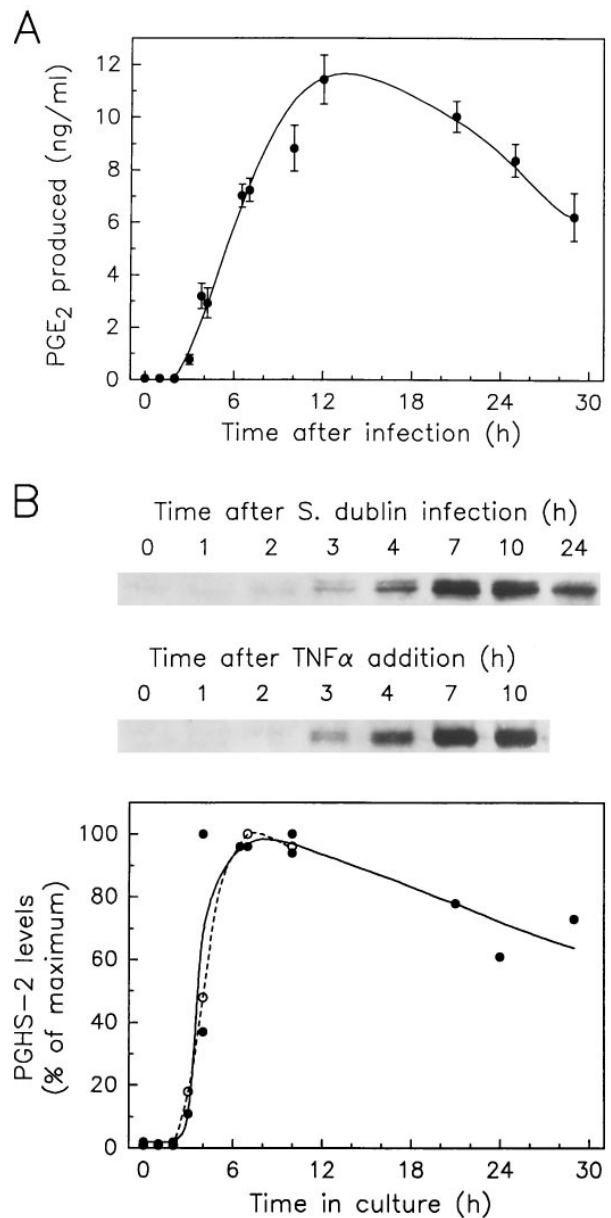 A
PGE2 produced (ng/ml)
12
10
8
6
4
2
0
0 6 12 18 24 30
Time after infection (h)
B
Time after S. dublin infection (h)
0 1 2 3 4 7 10 24
Time after TNFα addition (h)
0 1 2 3 4 7 10
PGHS-2 levels
(% of maximum)
100
80
60
40
20
0
0 6 12 18 24 30
Time in culture (h)